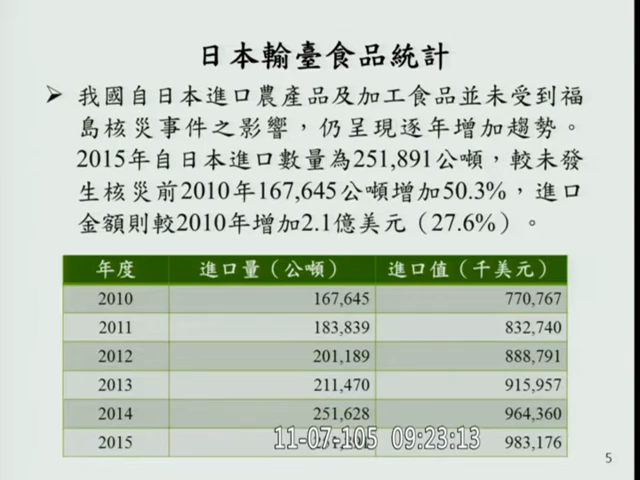 日本輸臺食品統計
➢ 我國自日本進口農產品及加工食品並未受到福
島核災事件之影響，仍呈現逐年增加趨勢。
2015年自日本進口數量為251,891公噸，較未發
生核災前2010年167,645公噸增加50.3%，進口
金額則較2010年增加2.1億美元（27.6%）。
年度 進口量（公噸） 進口值（千美元）
2010 167,645 770,767
2011 183,839 832,740
2012 201,189 888,791
2013 211,470 915,957
2014 251,628 964,360
2015 983,176
11-07-105 09:23:13
5